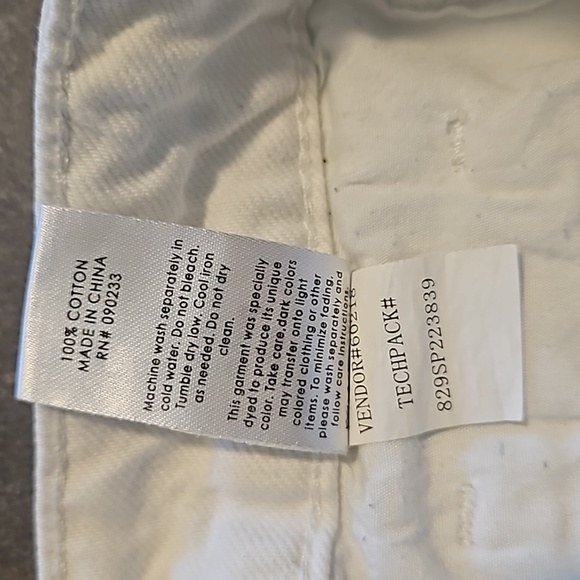 100% COTTON
MADE IN CHINA
RN# 090233
Machine wash separately in
cold water. Do not bleach.
Tumble dry low. Cool iron
as needed. Do not dry
clean.
This garment was specially
dyed to produce its unique
color. Take care,dark colors
may transfer onto light
colored clothing or other
items. To minimize fading,
please wash separately and
follow care instructions.
TECHPACK#
829SP223839